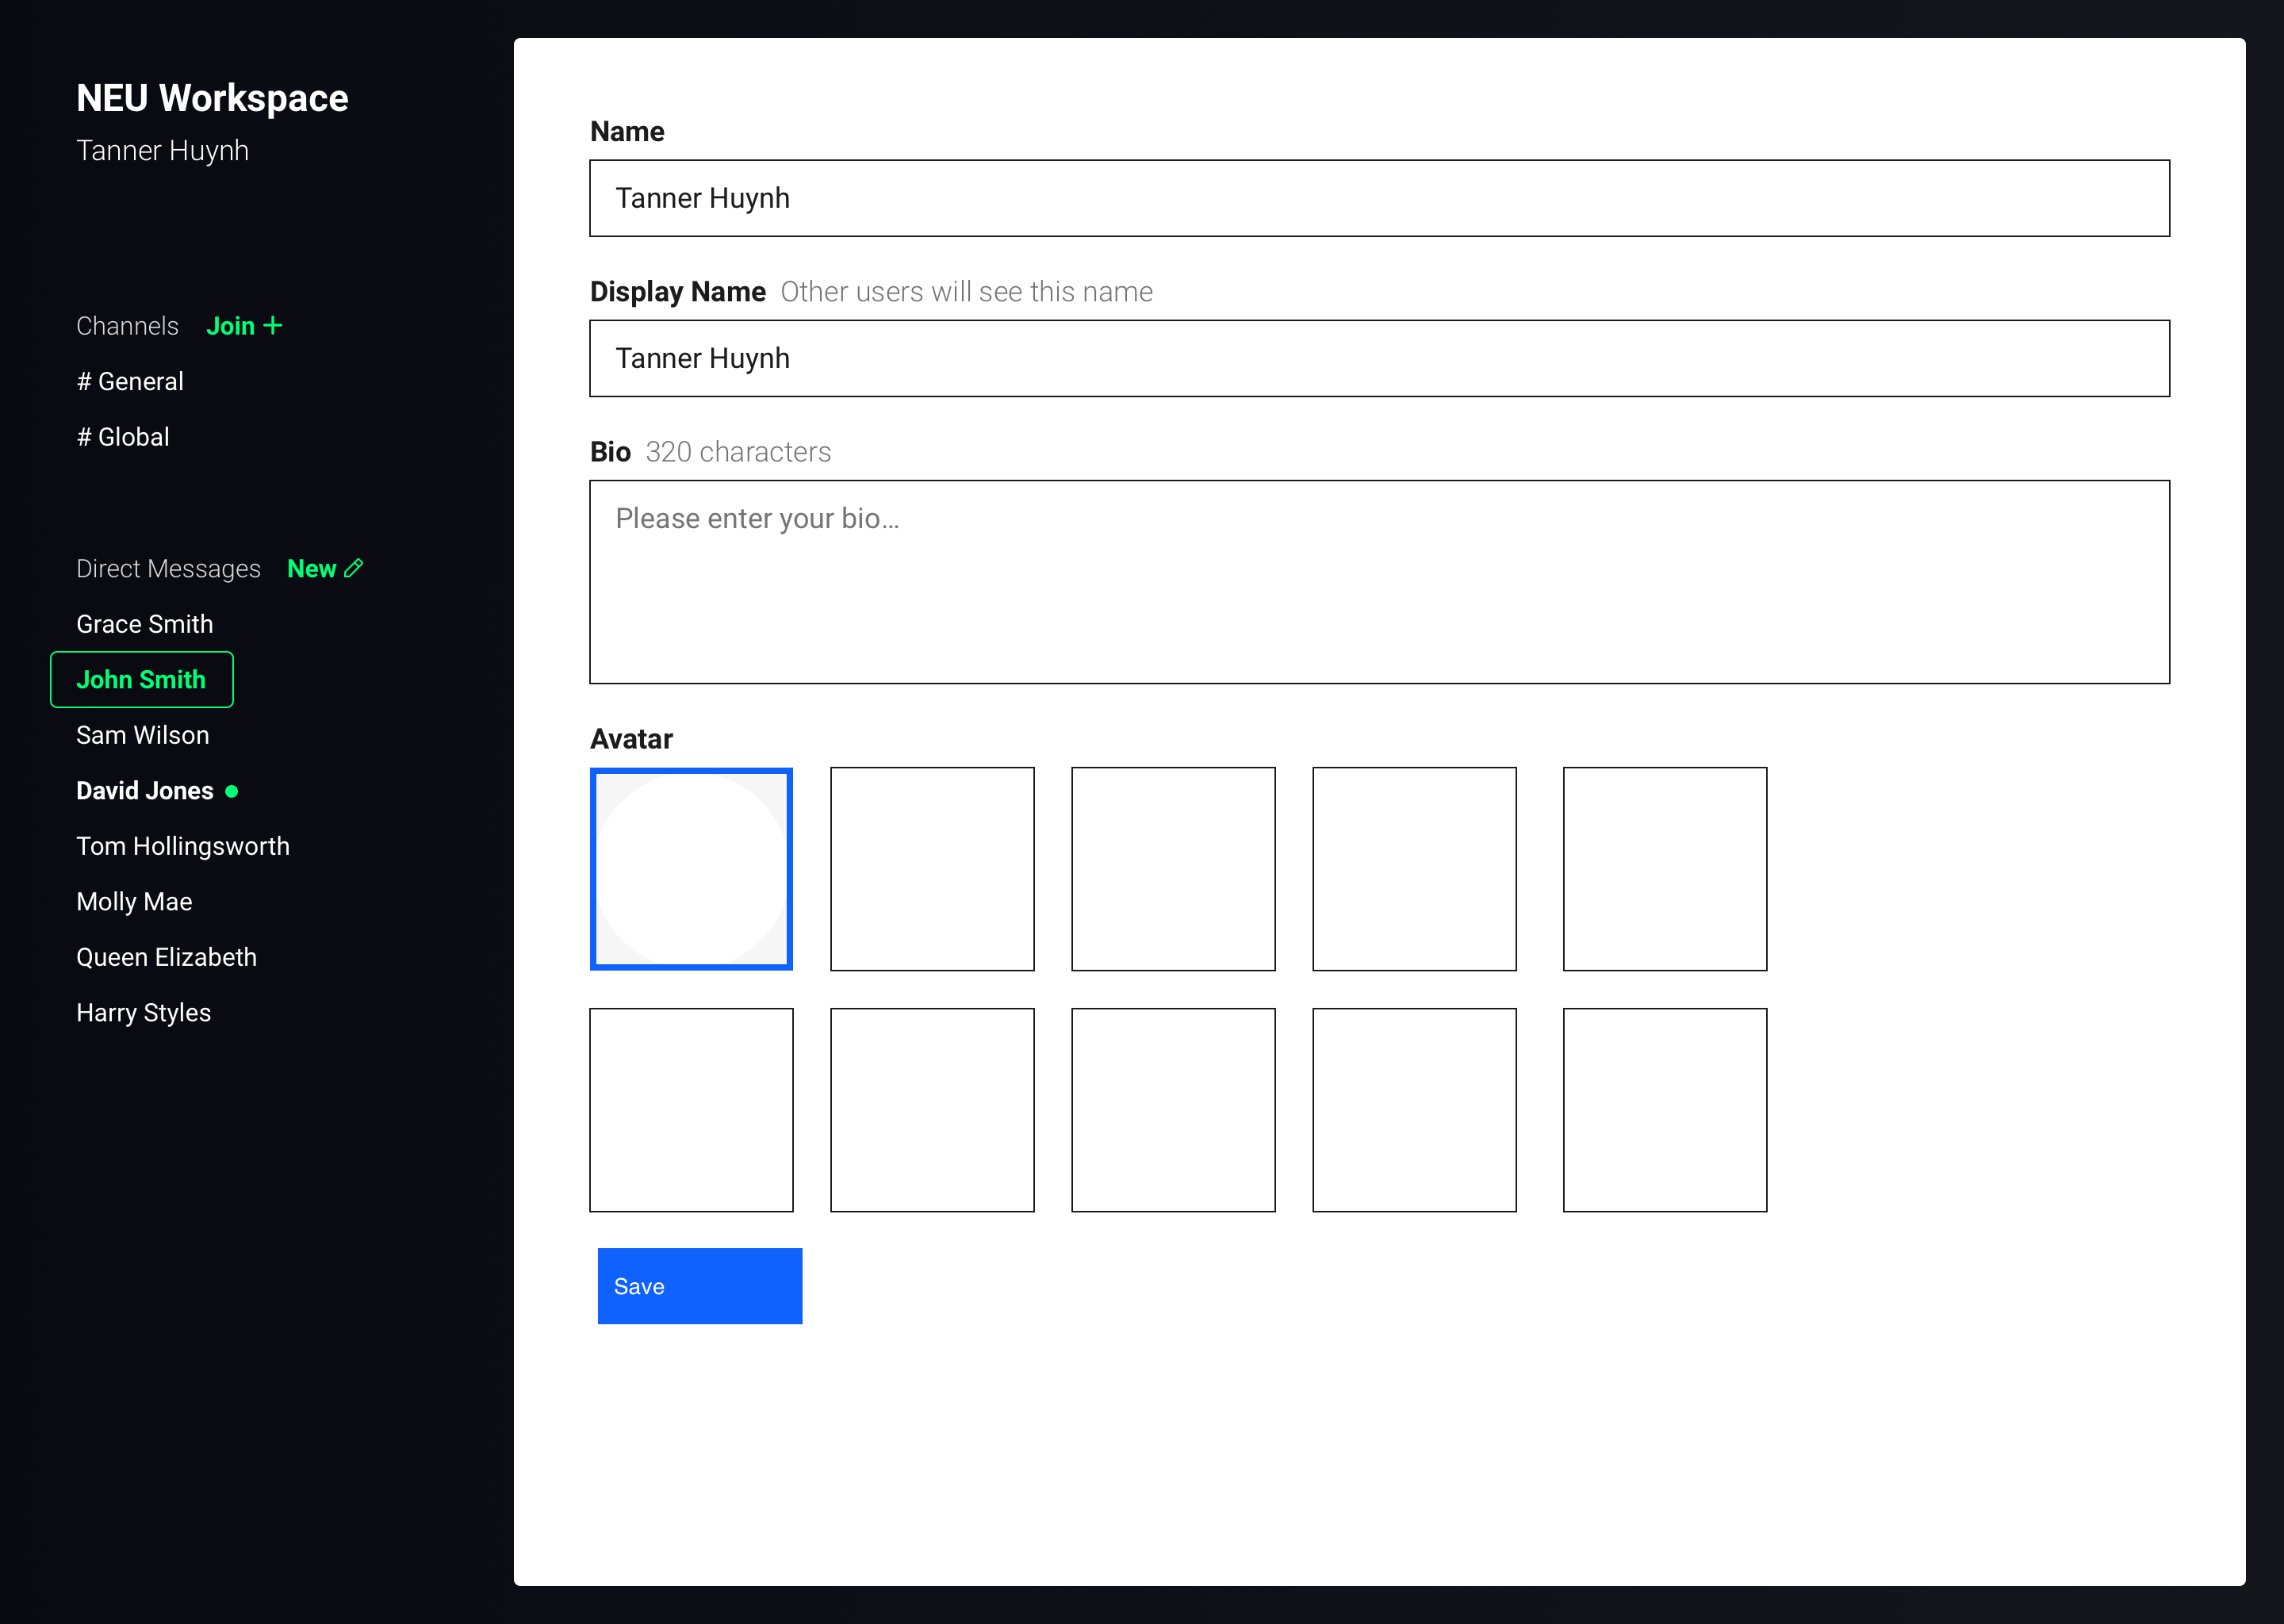 NEU Workspace
Tanner Huynh
Channels Join +
# General
# Global
Direct Messages New
Grace Smith
John Smith
Sam Wilson
David Jones
Tom Hollingsworth
Molly Mae
Queen Elizabeth
Harry Styles
Name
Tanner Huynh
Display Name Other users will see this name
Tanner Huynh
Bio 320 characters
Please enter your bio...
Avatar
Save